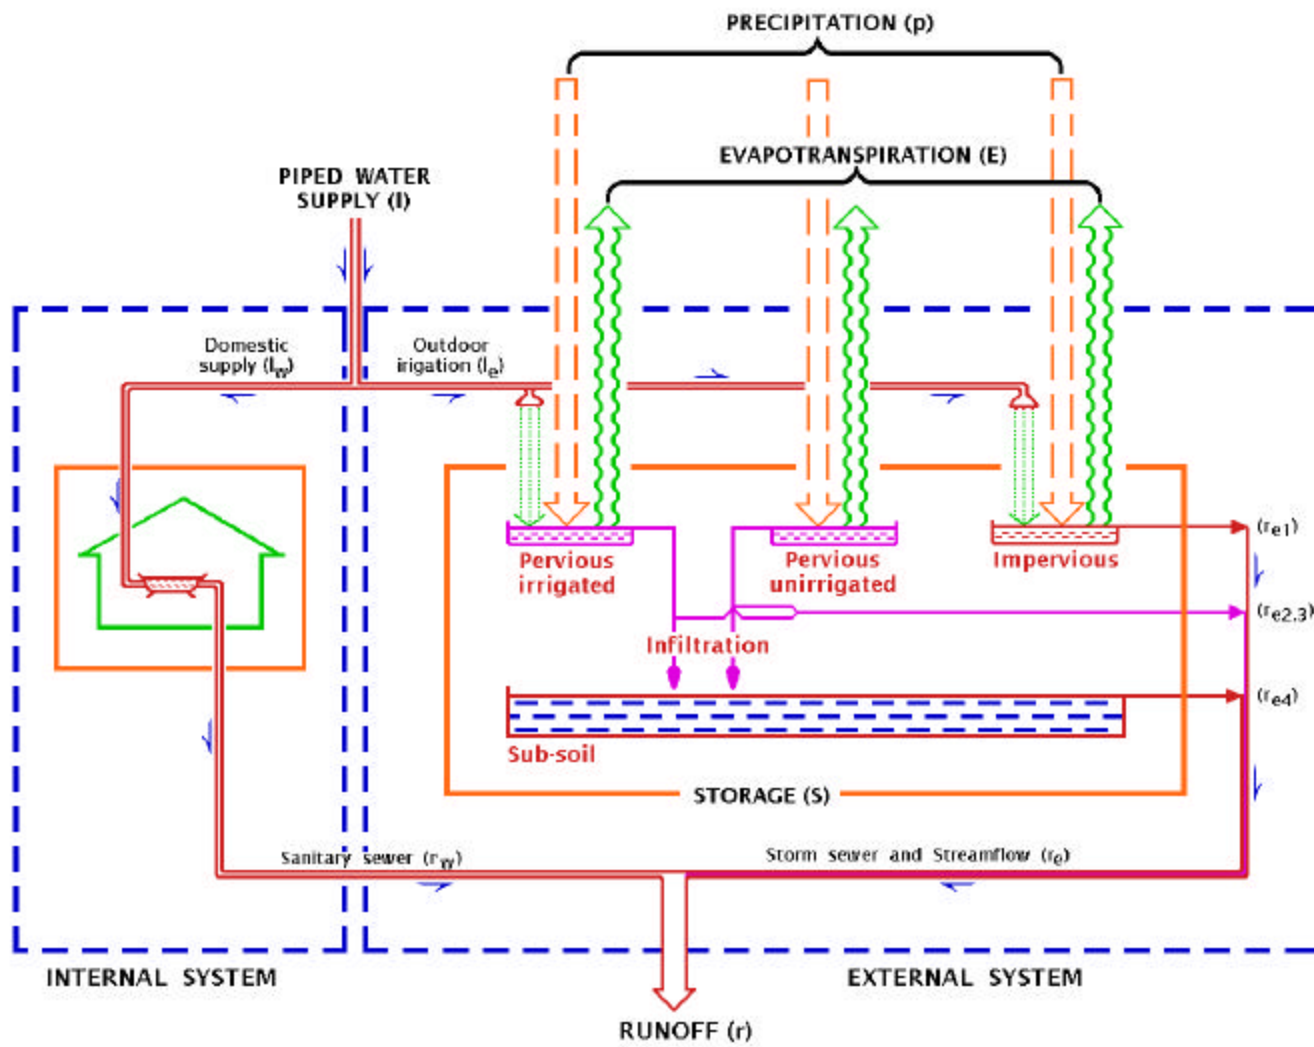 PRECIPITATION (p)
EVAPOTRANSPIRATION (E)
PIPED WATER
SUPPLY (I)
Domestic
supply (Iw)
Outdoor
irigation (Ie)
Pervious
irrigated
Pervious
unirrigated
Impervious
(re1)
(re2.3)
Infiltration
(re4)
Sub-soil
STORAGE (S)
Sanitary sewer (rw)
Storm sewer and Streamflow (re)
INTERNAL SYSTEM
EXTERNAL SYSTEM
RUNOFF (r)